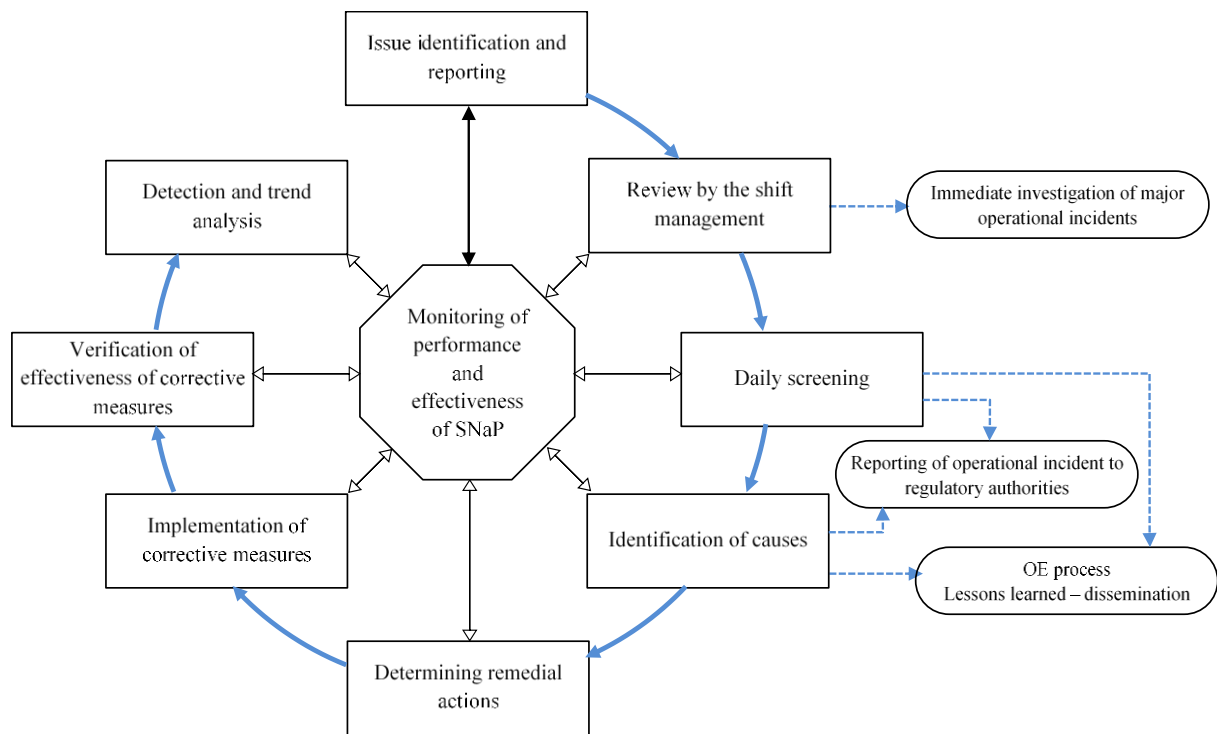 Issue identification and
reporting
Detection and trend
analysis
Review by the shift
management
Immediate investigation of major
operational incidents
Monitoring of
performance
and
effectiveness
of SNaP
Verification of
effectiveness of corrective
measures
Daily screening
Reporting of operational incident to
regulatory authorities
Implementation of
corrective measures
Identification of causes
OE process
Lessons learned – dissemination
Determining remedial
actions